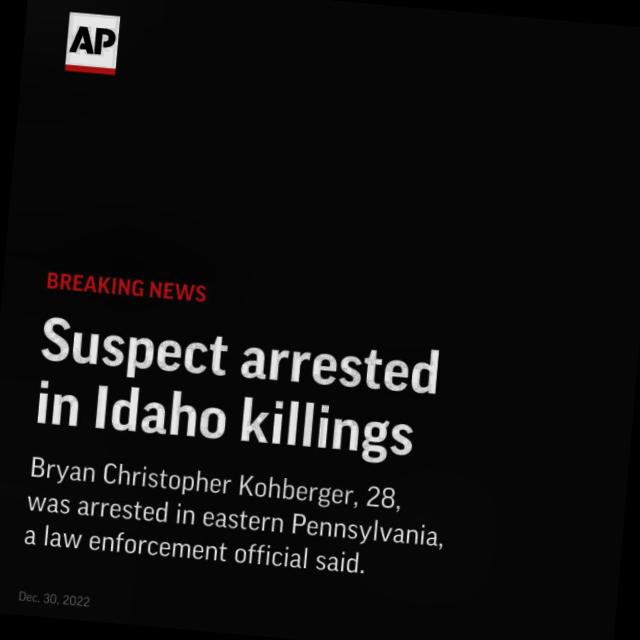 AP
BREAKING NEWS
Suspect arrested
in Idaho killings
Bryan Christopher Kohberger, 28,
was arrested in eastern Pennsylvania,
a law enforcement official said.
Dec. 30, 2022